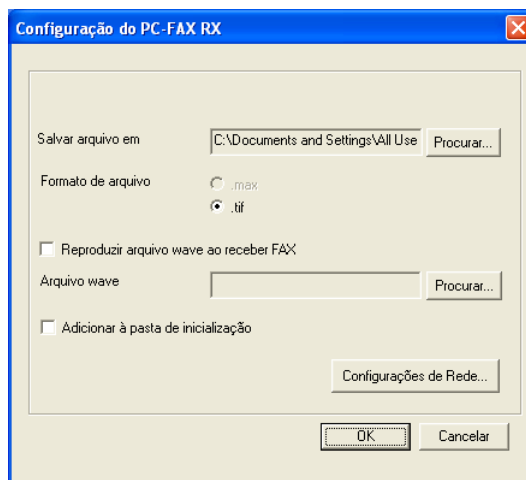 Configuração do PC-FAX RX
Salvar arquivo em C:\Documents and Settings\All Use Procurar...
Formato de arquivo .max
.tif
Reproduzir arquivo wave ao receber FAX
Arquivo wave Procurar...
Adicionar à pasta de inicialização
Configurações de Rede...
OK Cancelar